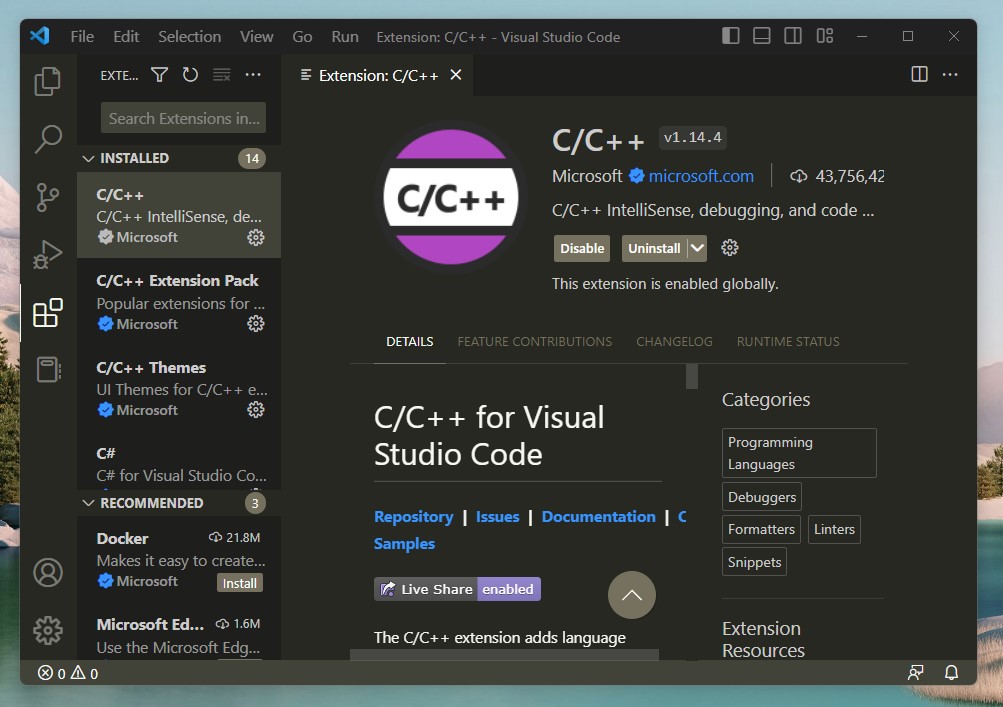 File Edit Selection View Go Run Extension: C/C++ - Visual Studio Code
EXTE...
Extension: C/C++
Search Extensions in...
INSTALLED 14
C/C++
C/C++ IntelliSense, de...
Microsoft
C/C++ Extension Pack
Popular extensions for ...
Microsoft
C/C++ Themes
UI Themes for C/C++ e...
Microsoft
C#
C# for Visual Studio Co...
RECOMMENDED 3
Docker 21.8M
Makes it easy to create...
Microsoft Install
Microsoft Ed... 1.6M
Use the Microsoft Edg...
C/C++
C/C++ v1.14.4
Microsoft microsoft.com 43,756,42
C/C++ IntelliSense, debugging, and code ...
Disable Uninstall
This extension is enabled globally.
DETAILS FEATURE CONTRIBUTIONS CHANGELOG RUNTIME STATUS
C/C++ for Visual
Studio Code
Repository | Issues | Documentation | C
Samples
Live Share enabled
The C/C++ extension adds language
Categories
Programming
Languages
Debuggers
Formatters Linters
Snippets
Extension
Resources
0 0